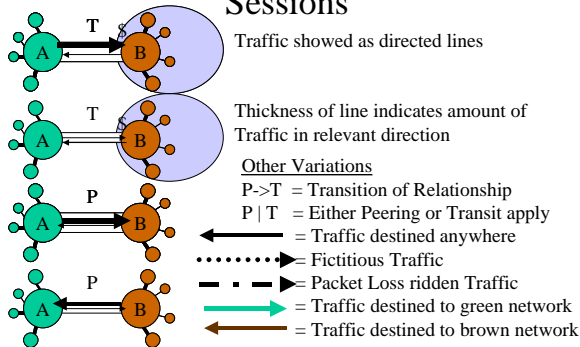 Sessions
T $
A B
Traffic showed as directed lines
T $
A B
Thickness of line indicates amount of
Traffic in relevant direction
Other Variations
P->T = Transition of Relationship
P
A B
P | T = Either Peering or Transit apply
= Traffic destined anywhere
= Fictitious Traffic
P
A B
= Packet Loss ridden Traffic
= Traffic destined to green network
= Traffic destined to brown network